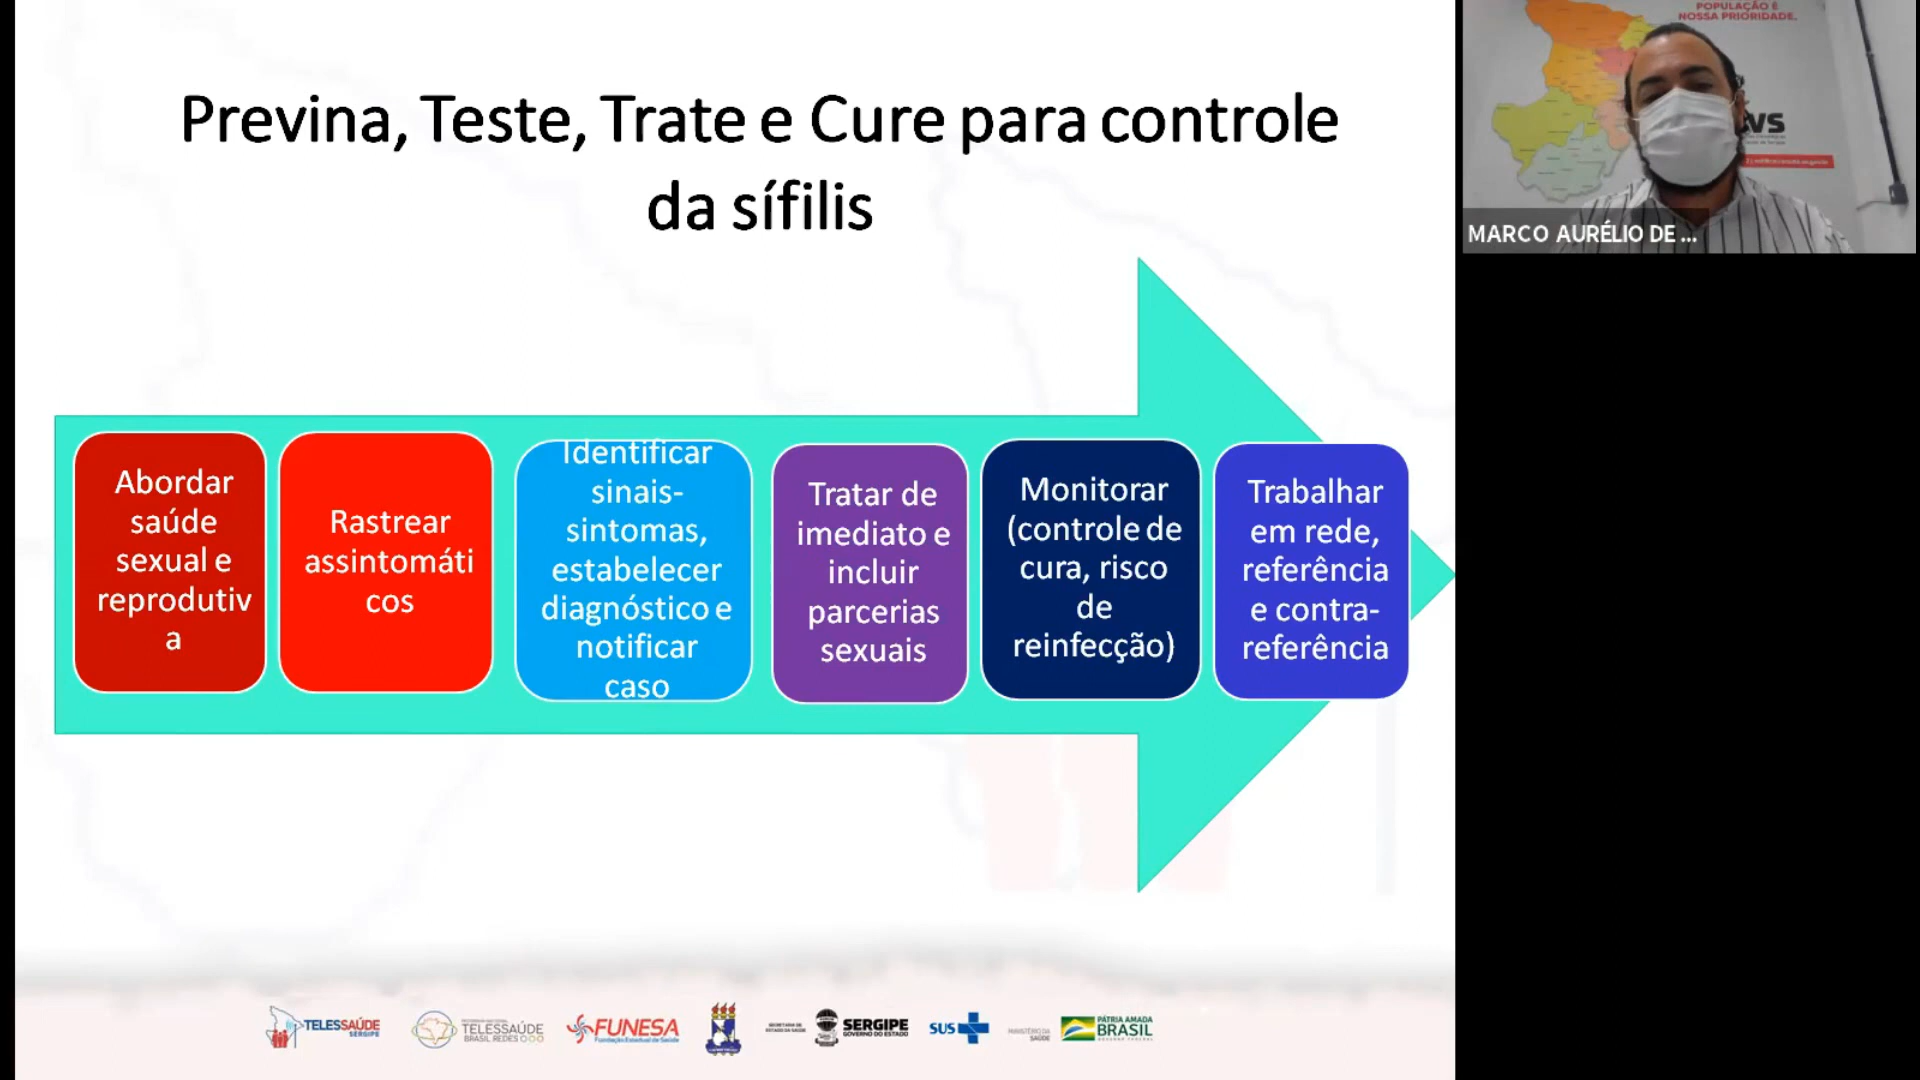 Previna, Teste, Trate e Cure para controle
da sífilis
Abordar
saúde
sexual e
reprodutiv
a
Rastrear
assintomáti
cos
Identificar
sinais-
sintomas,
estabelecer
diagnóstico e
notificar
caso
Tratar de
imediato e
incluir
parcerias
sexuais
Monitorar
(controle de
cura, risco
de
reinfecção)
Trabalhar
em rede,
referência
e contra-
referência
POPULAÇÃO É
NOSSA PRIORIDADE.
VS
MARCO AURÉLIO DE ...
TELESSAÚDE
SERGIPE
TELESSAÚDE
BRASIL REDES
FUNESA
Fundação Estadual de Saúde
SECRETARIA DE
ESTADO DA SAÚDE
SERGIPE
GOVERNO DO ESTADO
SUS
MINISTÉRIO DA
SAÚDE
PÁTRIA AMADA
BRASIL
GOVERNO FEDERAL